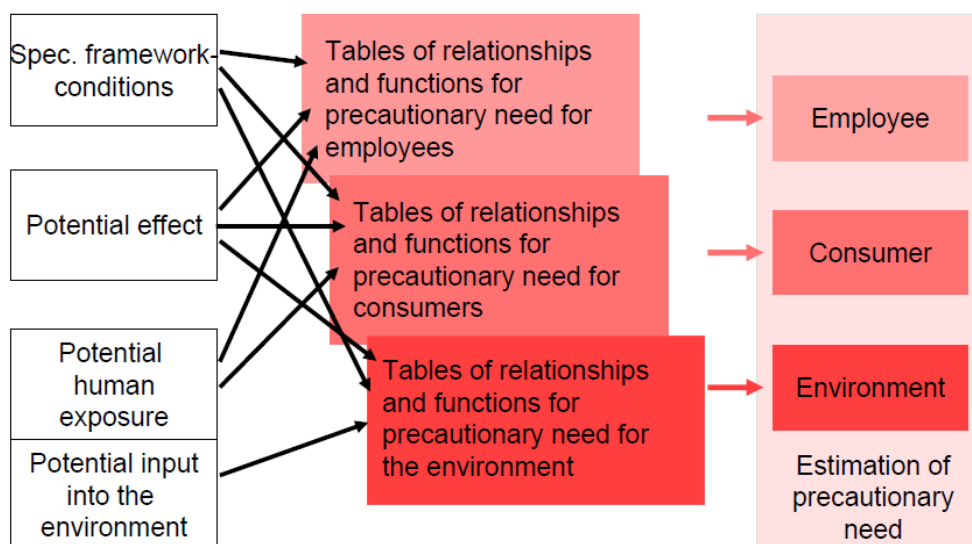 Spec. framework-
conditions
Potential effect
Potential
human
exposure
Potential input
into the
environment
Tables of relationships
and functions for
precautionary need for
employees
Tables of relationships
and functions for
precautionary need for
consumers
Tables of relationships
and functions for
precautionary need for
the environment
Employee
Consumer
Environment
Estimation of
precautionary
need